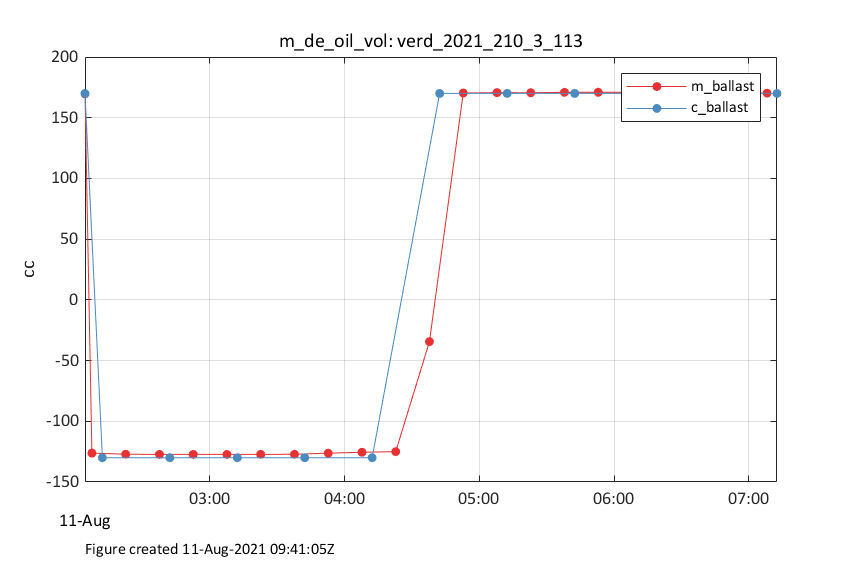 m_de_oil_vol: verd_2021_210_3_113
200
150
100
50
0
-50
-100
-150
cc
m_ballast
c_ballast
03:00 04:00 05:00 06:00 07:00
11-Aug
Figure created 11-Aug-2021 09:41:05Z